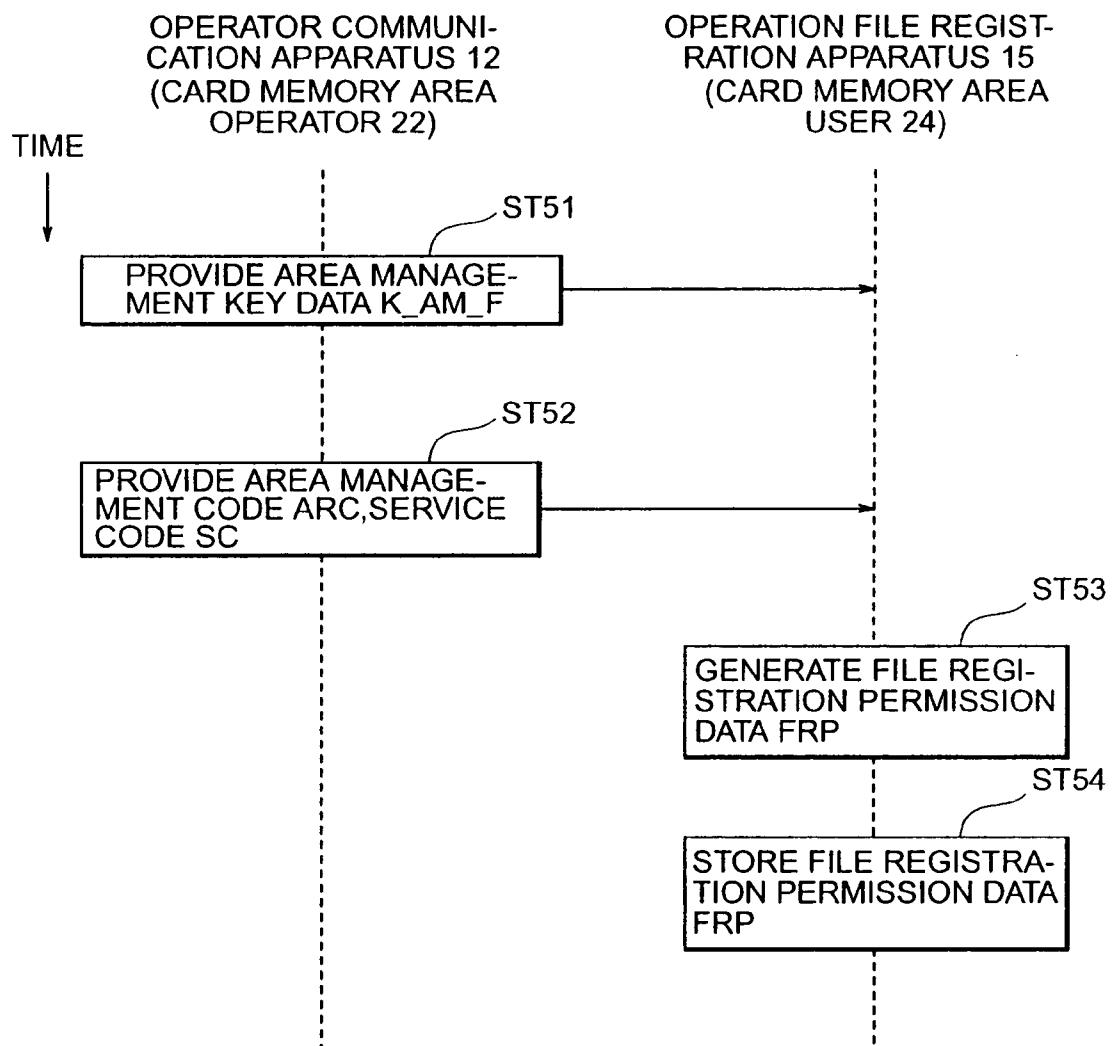 OPERATOR COMMUNI-
CATION APPARATUS 12
(CARD MEMORY AREA
OPERATOR 22)
OPERATION FILE REGIST-
RATION APPARATUS 15
(CARD MEMORY AREA
USER 24)
TIME
ST51
PROVIDE AREA MANAGE-
MENT KEY DATA K_AM_F
ST52
PROVIDE AREA MANAGE-
MENT CODE ARC,SERVICE
CODE SC
ST53
GENERATE FILE REGI-
STRATION PERMISSION
DATA FRP
ST54
STORE FILE REGISTRA-
TION PERMISSION DATA
FRP